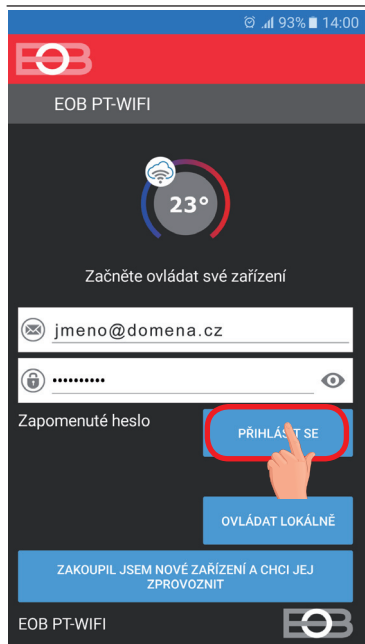 93% 14:00
EOB
EOB PT-WIFI
23°
Začněte ovládat své zařízení
jmeno@domena.cz
••••••••••
Zapomenuté heslo
PŘIHLÁSIT SE
OVLÁDAT LOKÁLNĚ
ZAKOUPIL JSEM NOVÉ ZAŘÍZENÍ A CHCI JEJ
ZPROVOZNIT
EOB PT-WIFI
EOB